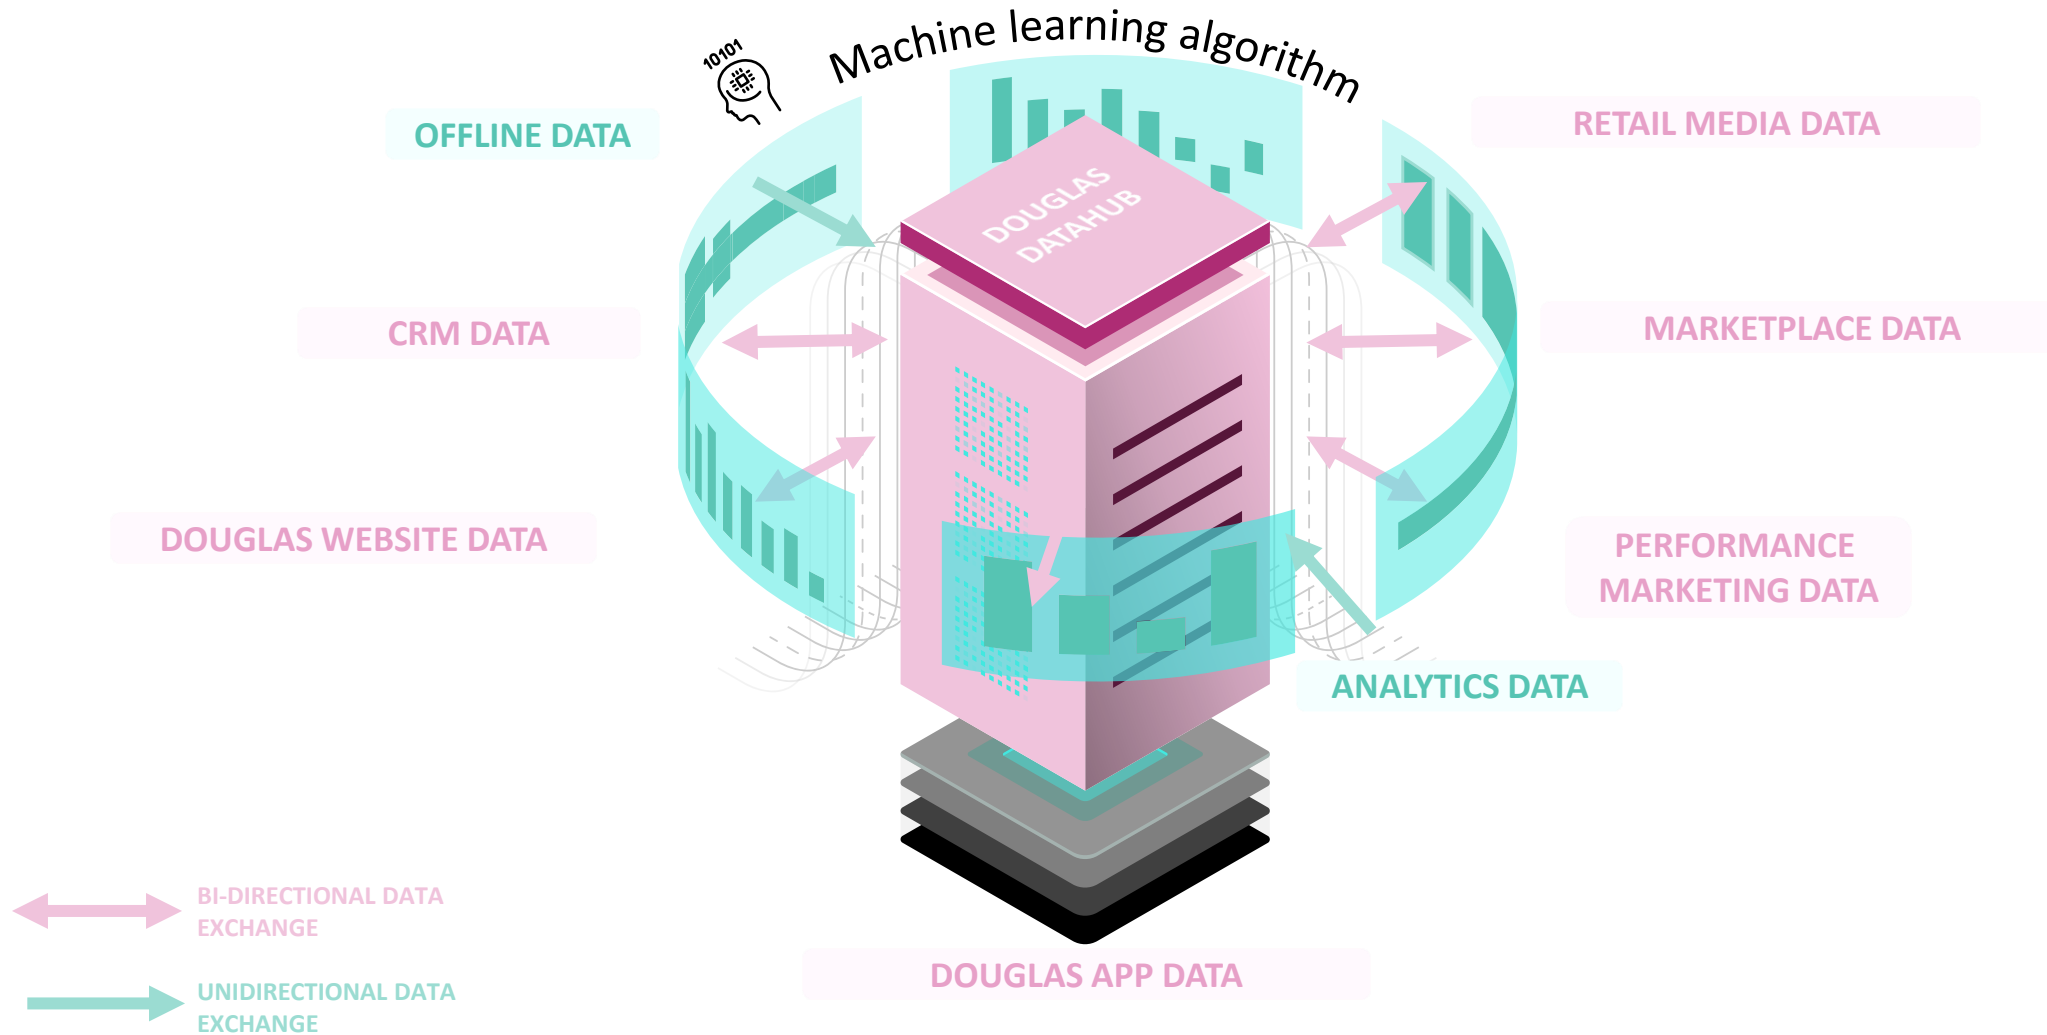 Machine learning algorithm
10101
OFFLINE DATA
RETAIL MEDIA DATA
DOUGLAS
DATAHUB
CRM DATA
MARKETPLACE DATA
DOUGLAS WEBSITE DATA
PERFORMANCE
MARKETING DATA
ANALYTICS DATA
BI-DIRECTIONAL DATA
EXCHANGE
DOUGLAS APP DATA
UNIDIRECTIONAL DATA
EXCHANGE